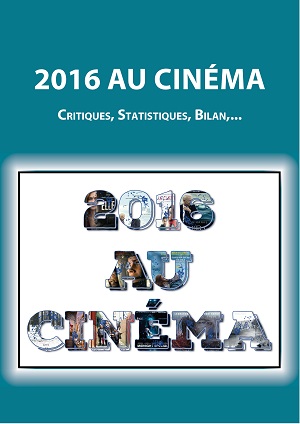 2016 AU CINÉMA
CRITIQUES, STATISTIQUES, BILAN,...
2016
AU
CINÉMA